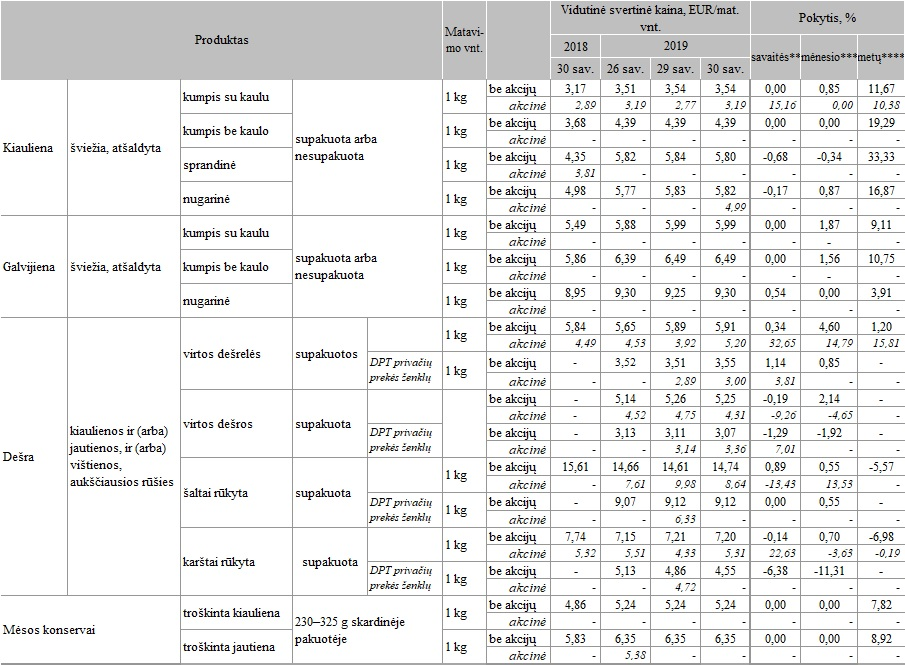 Produktas Matavi- Vidutinė svertinė kaina, EUR/mat. Pokytis, %
mo vnt. vnt.
2018 2019 savaitės** mėnesio*** metų****
30 sav. 26 sav. 29 sav. 30 sav.
Kiauliena šviežia, atšaldyta kumpis su kaulu supakuota arba nesupakuota 1 kg be akcijų 3,17 3,51 3,54 3,54 0,00 0,85 11,67
akcinė 2,89 3,19 2,77 3,19 15,16 0,00 10,38
kumpis be kaulo 1 kg be akcijų 3,68 4,39 4,39 4,39 0,00 0,00 19,29
akcinė - - - - - - -
sprandinė 1 kg be akcijų 4,35 5,82 5,84 5,80 -0,68 -0,34 33,33
akcinė 3,81 - - - - - -
nugarinė 1 kg be akcijų 4,98 5,77 5,83 5,82 -0,17 0,87 16,87
akcinė - - - 4,99 - - -
Galvijiena šviežia, atšaldyta kumpis su kaulu supakuota arba nesupakuota 1 kg be akcijų 5,49 5,88 5,99 5,99 0,00 1,87 9,11
akcinė - - - - - - -
kumpis be kaulo 1 kg be akcijų 5,86 6,39 6,49 6,49 0,00 1,56 10,75
akcinė - - - - - - -
nugarinė 1 kg be akcijų 8,95 9,30 9,25 9,30 0,54 0,00 3,91
akcinė - - - - - - -
Dešra kiaulienos ir (arba) jautienos, ir (arba) vištienos, aukščiausios rūšies virtos dešrelės supakuotos 1 kg be akcijų 5,84 5,65 5,89 5,91 0,34 4,60 1,20
akcinė 4,49 4,53 3,92 5,20 32,65 14,79 15,81
DPT privačių prekės ženklų 1 kg be akcijų - 3,52 3,51 3,55 1,14 0,85 -
akcinė - - 2,89 3,00 3,81 - -
virtos dešros supakuota be akcijų - 5,14 5,26 5,25 -0,19 2,14 -
akcinė - 4,52 4,75 4,31 -9,26 -4,65 -
DPT privačių prekės ženklų be akcijų - 3,13 3,11 3,07 -1,29 -1,92 -
akcinė - - 3,14 3,36 7,01 - -
šaltai rūkyta supakuota 1 kg be akcijų 15,61 14,66 14,61 14,74 0,89 0,55 -5,57
akcinė - 7,61 9,98 8,64 -13,43 13,53 -
DPT privačių prekės ženklų 1 kg be akcijų - 9,07 9,12 9,12 0,00 0,55 -
akcinė - - 6,33 - - - -
karštai rūkyta supakuota 1 kg be akcijų 7,74 7,15 7,21 7,20 -0,14 0,70 -6,98
akcinė 5,32 5,51 4,33 5,31 22,63 -3,63 -0,19
DPT privačių prekės ženklų 1 kg be akcijų - 5,13 4,86 4,55 -6,38 -11,31 -
akcinė - - 4,72 - - - -
Mėsos konservai troškinta kiauliena 230–325 g skardinėje pakuotėje 1 kg be akcijų 4,86 5,24 5,24 5,24 0,00 0,00 7,82
akcinė - - - - - - -
troškinta jautiena 1 kg be akcijų 5,83 6,35 6,35 6,35 0,00 0,00 8,92
akcinė - 5,38 - - - - -